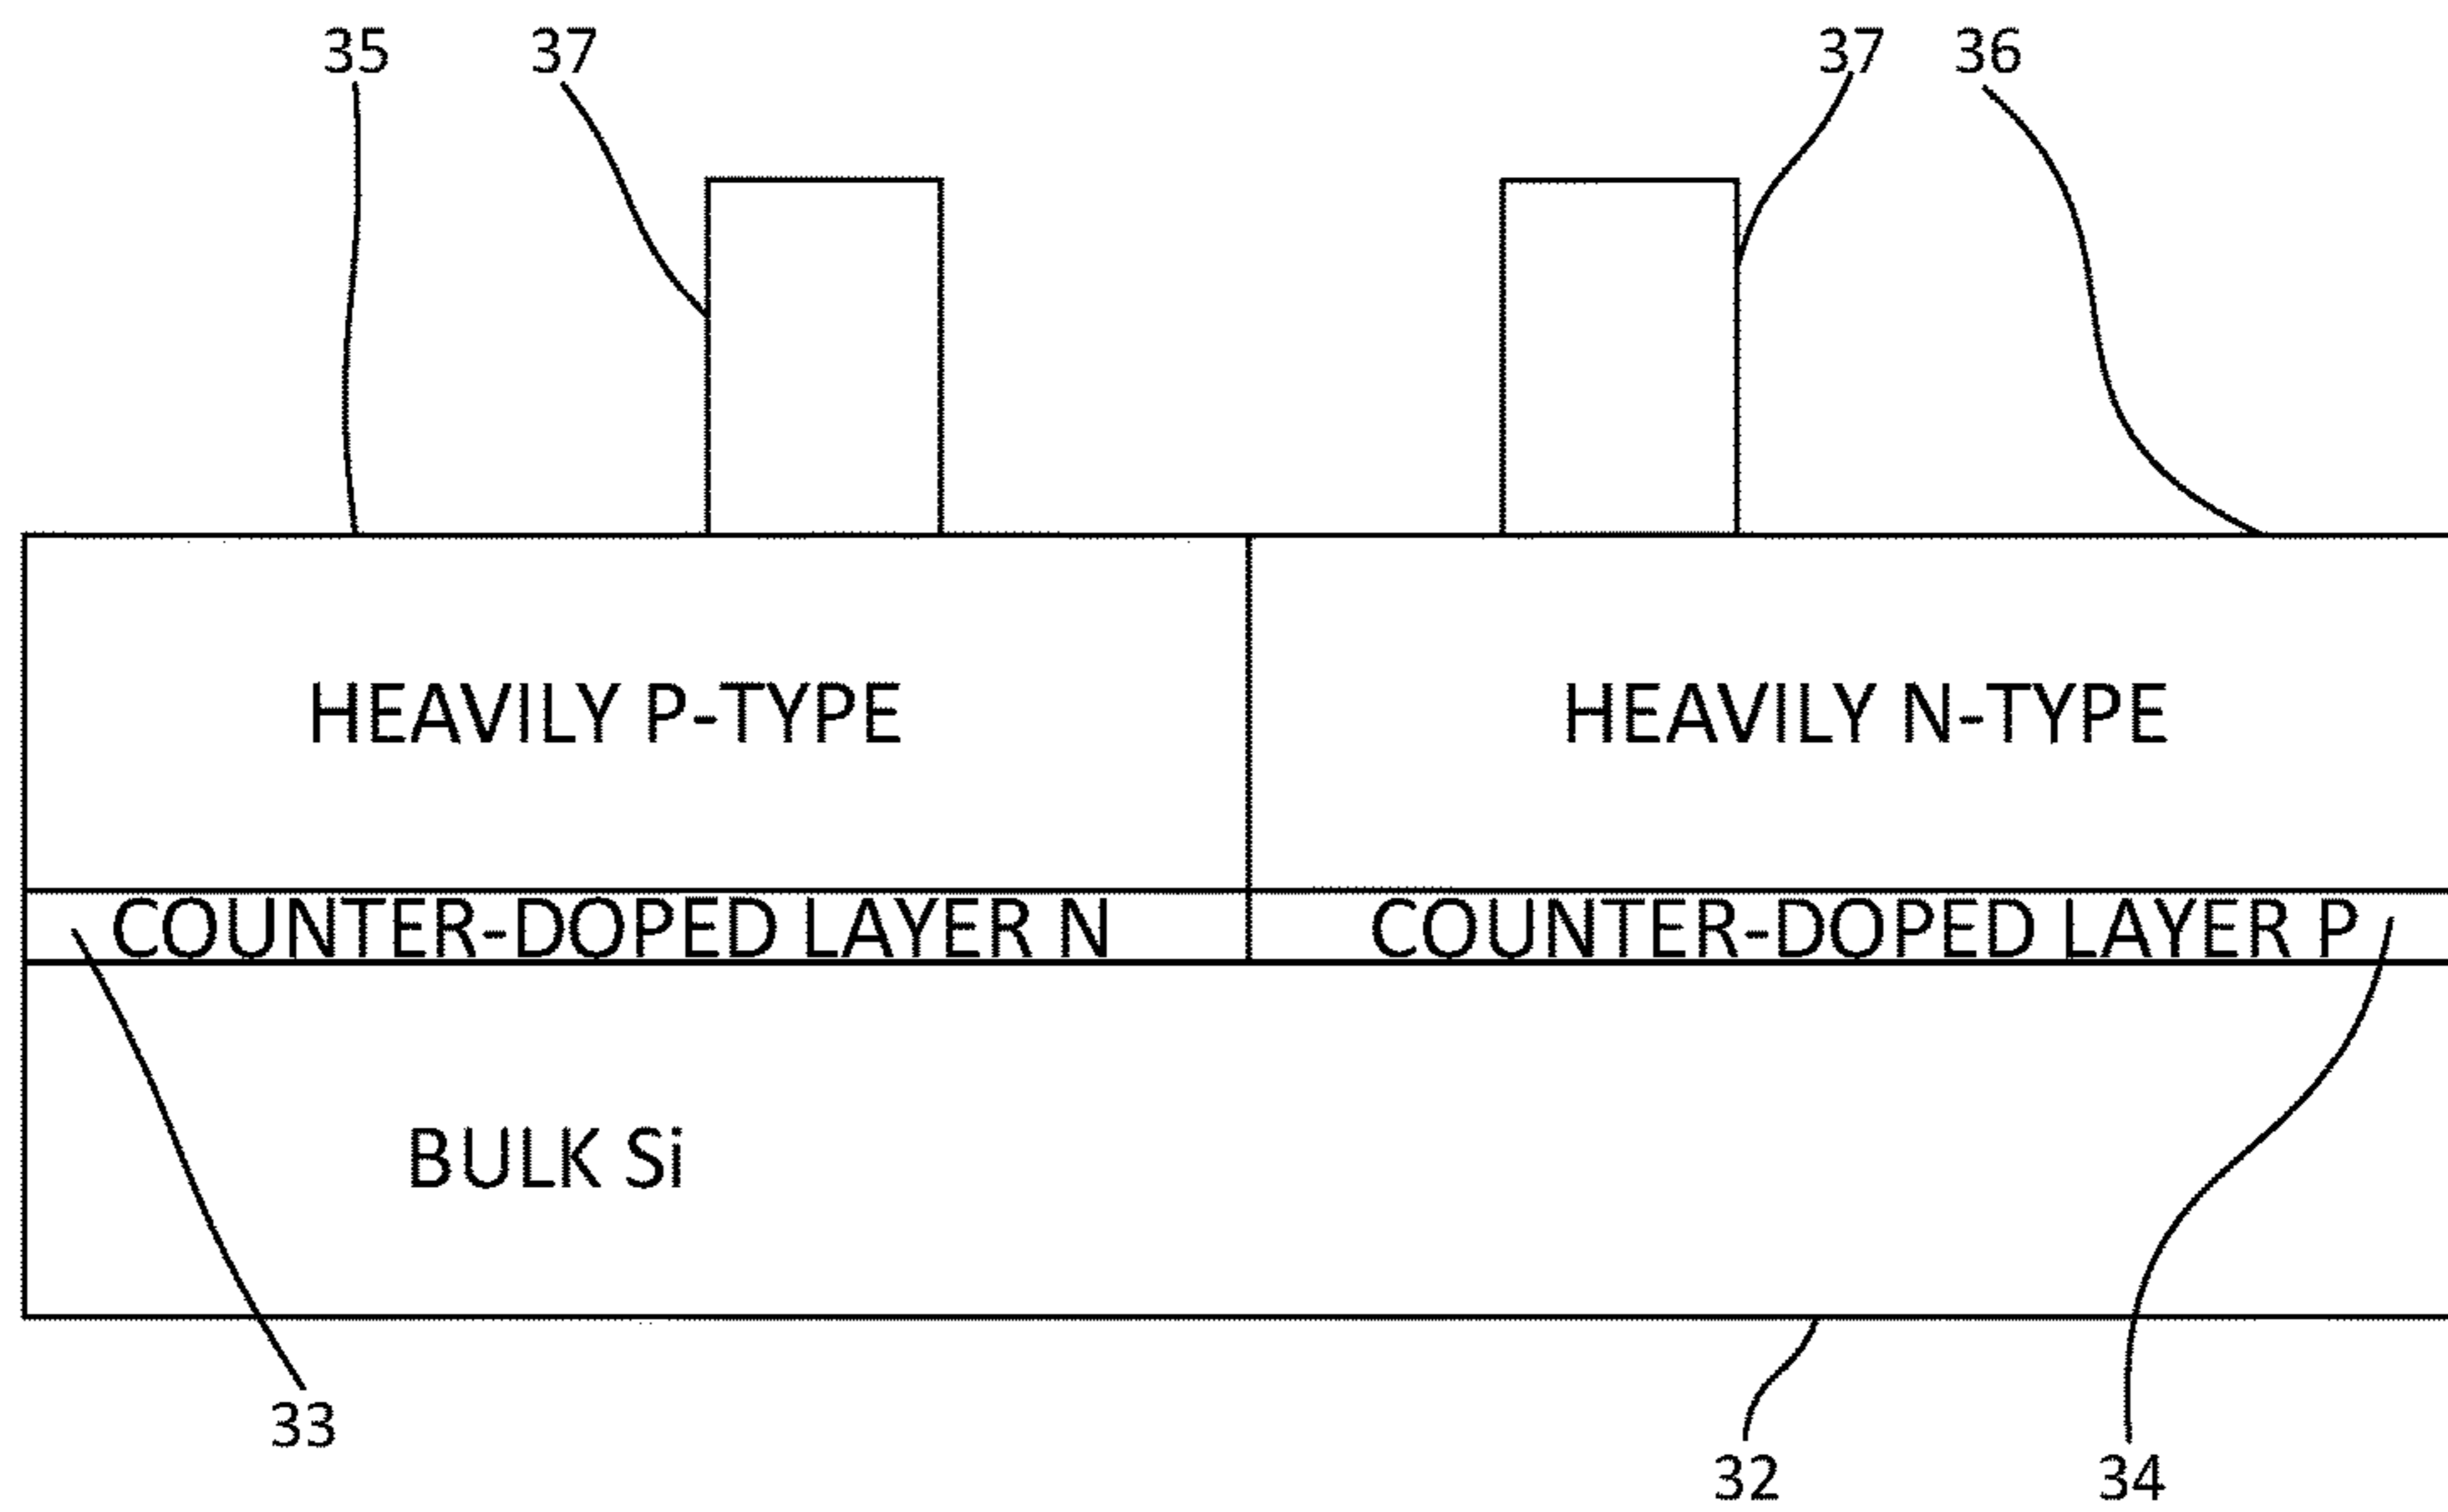 35 37 37 36
HEAVILY P-TYPE HEAVILY N-TYPE
COUNTER-DOPED LAYER N COUNTER-DOPED LAYER P
BULK Si
33
32 34